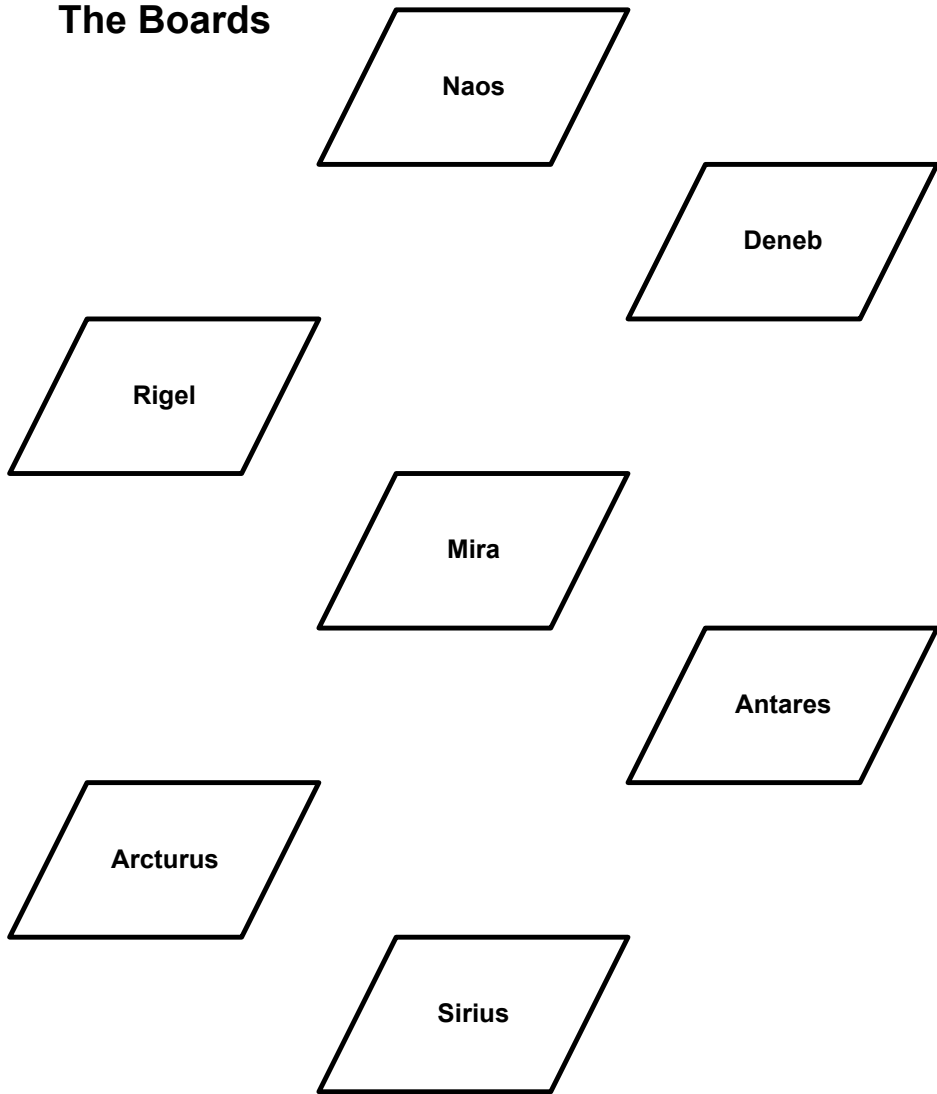 The Boards
Naos
Deneb
Rigel
Mira
Antares
Arcturus
Sirius